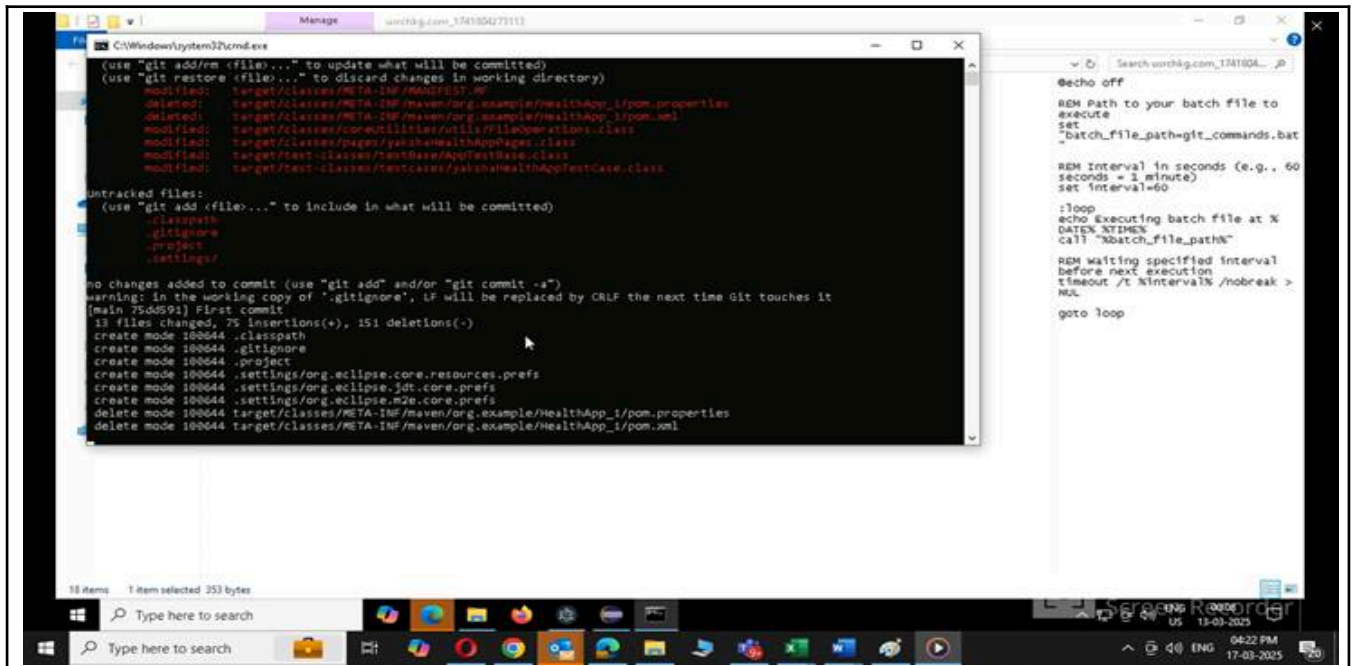 Manage
C:\Windows\system32\cmd.exe
(use "git add/rm <file>..." to update what will be committed)
(use "git restore <file>..." to discard changes in working directory)
modified: target/classes/META-INF/MANIFEST.MF
deleted: target/classes/META-INF/maven/org.example/HealthApp_1/pom.properties
deleted: target/classes/META-INF/maven/org.example/HealthApp_1/pom.xml
modified: target/classes/coreUtilities/utils/FileOperations.class
modified: target/classes/pages/yakshaHealthAppPages.class
modified: target/test-classes/testBase/AppTestBase.class
modified: target/test-classes/testcases/yakshaHealthAppTestCase.class
Untracked files:
(use "git add <file>..." to include in what will be committed)
.classpath
.gitignore
.project
.settings/
no changes added to commit (use "git add" and/or "git commit -a")
warning: in the working copy of '.gitignore', LF will be replaced by CRLF the next time Git touches it
[main 75dd591] First commit
13 files changed, 75 insertions(+), 151 deletions(-)
create mode 100644 .classpath
create mode 100644 .gitignore
create mode 100644 .project
create mode 100644 .settings/org.eclipse.core.resources.prefs
create mode 100644 .settings/org.eclipse.jdt.core.prefs
create mode 100644 .settings/org.eclipse.m2e.core.prefs
delete mode 100644 target/classes/META-INF/maven/org.example/HealthApp_1/pom.properties
delete mode 100644 target/classes/META-INF/maven/org.example/HealthApp_1/pom.xml
Search
@echo off
REM Path to your batch file to
execute
set
"batch_file_path=git_commands.bat
"
REM Interval in seconds (e.g., 60
seconds = 1 minute)
set interval=60
:loop
echo Executing batch file at %
DATE% %TIME%
call "%batch_file_path%"
REM Waiting specified interval
before next execution
timeout /t %interval% /nobreak >
NUL
goto loop
18 items 1 item selected 353 bytes
Type here to search
Screen Recorder
ENG
US
13-03-2025
Type here to search
ENG
04:22 PM
17-03-2025
20